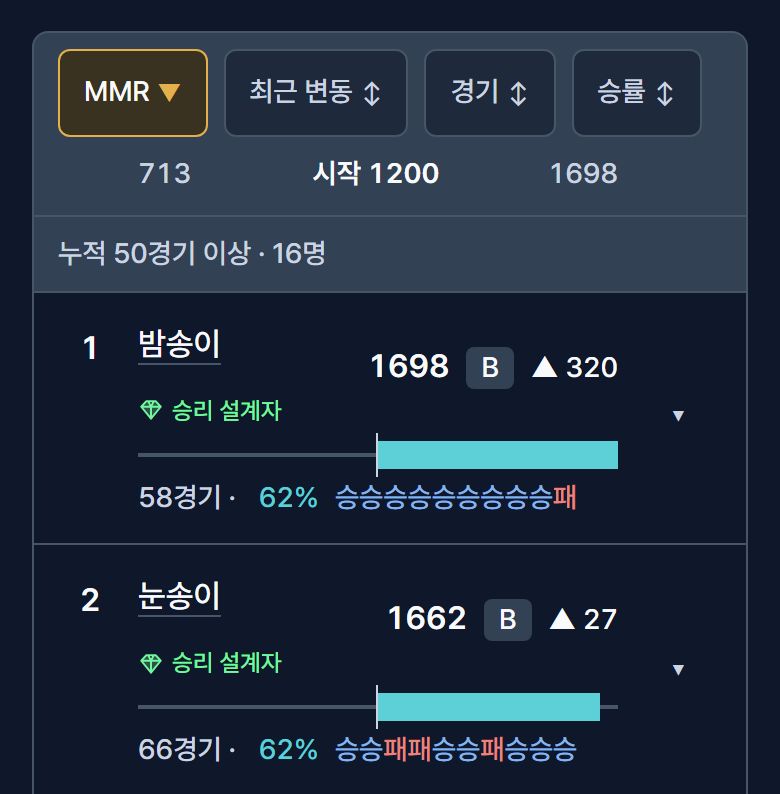 MMR ▼ 최근 변동 ↕ 경기 ↕ 승률 ↕
713 시작 1200 1698
누적 50경기 이상 · 16명
1 밤송이 1698 B ▲ 320
승리 설계자 ▼
58경기 · 62% 승승승승승승승승승패
2 눈송이 1662 B ▲ 27
승리 설계자 ▼
66경기 · 62% 승승패패승승패승승승